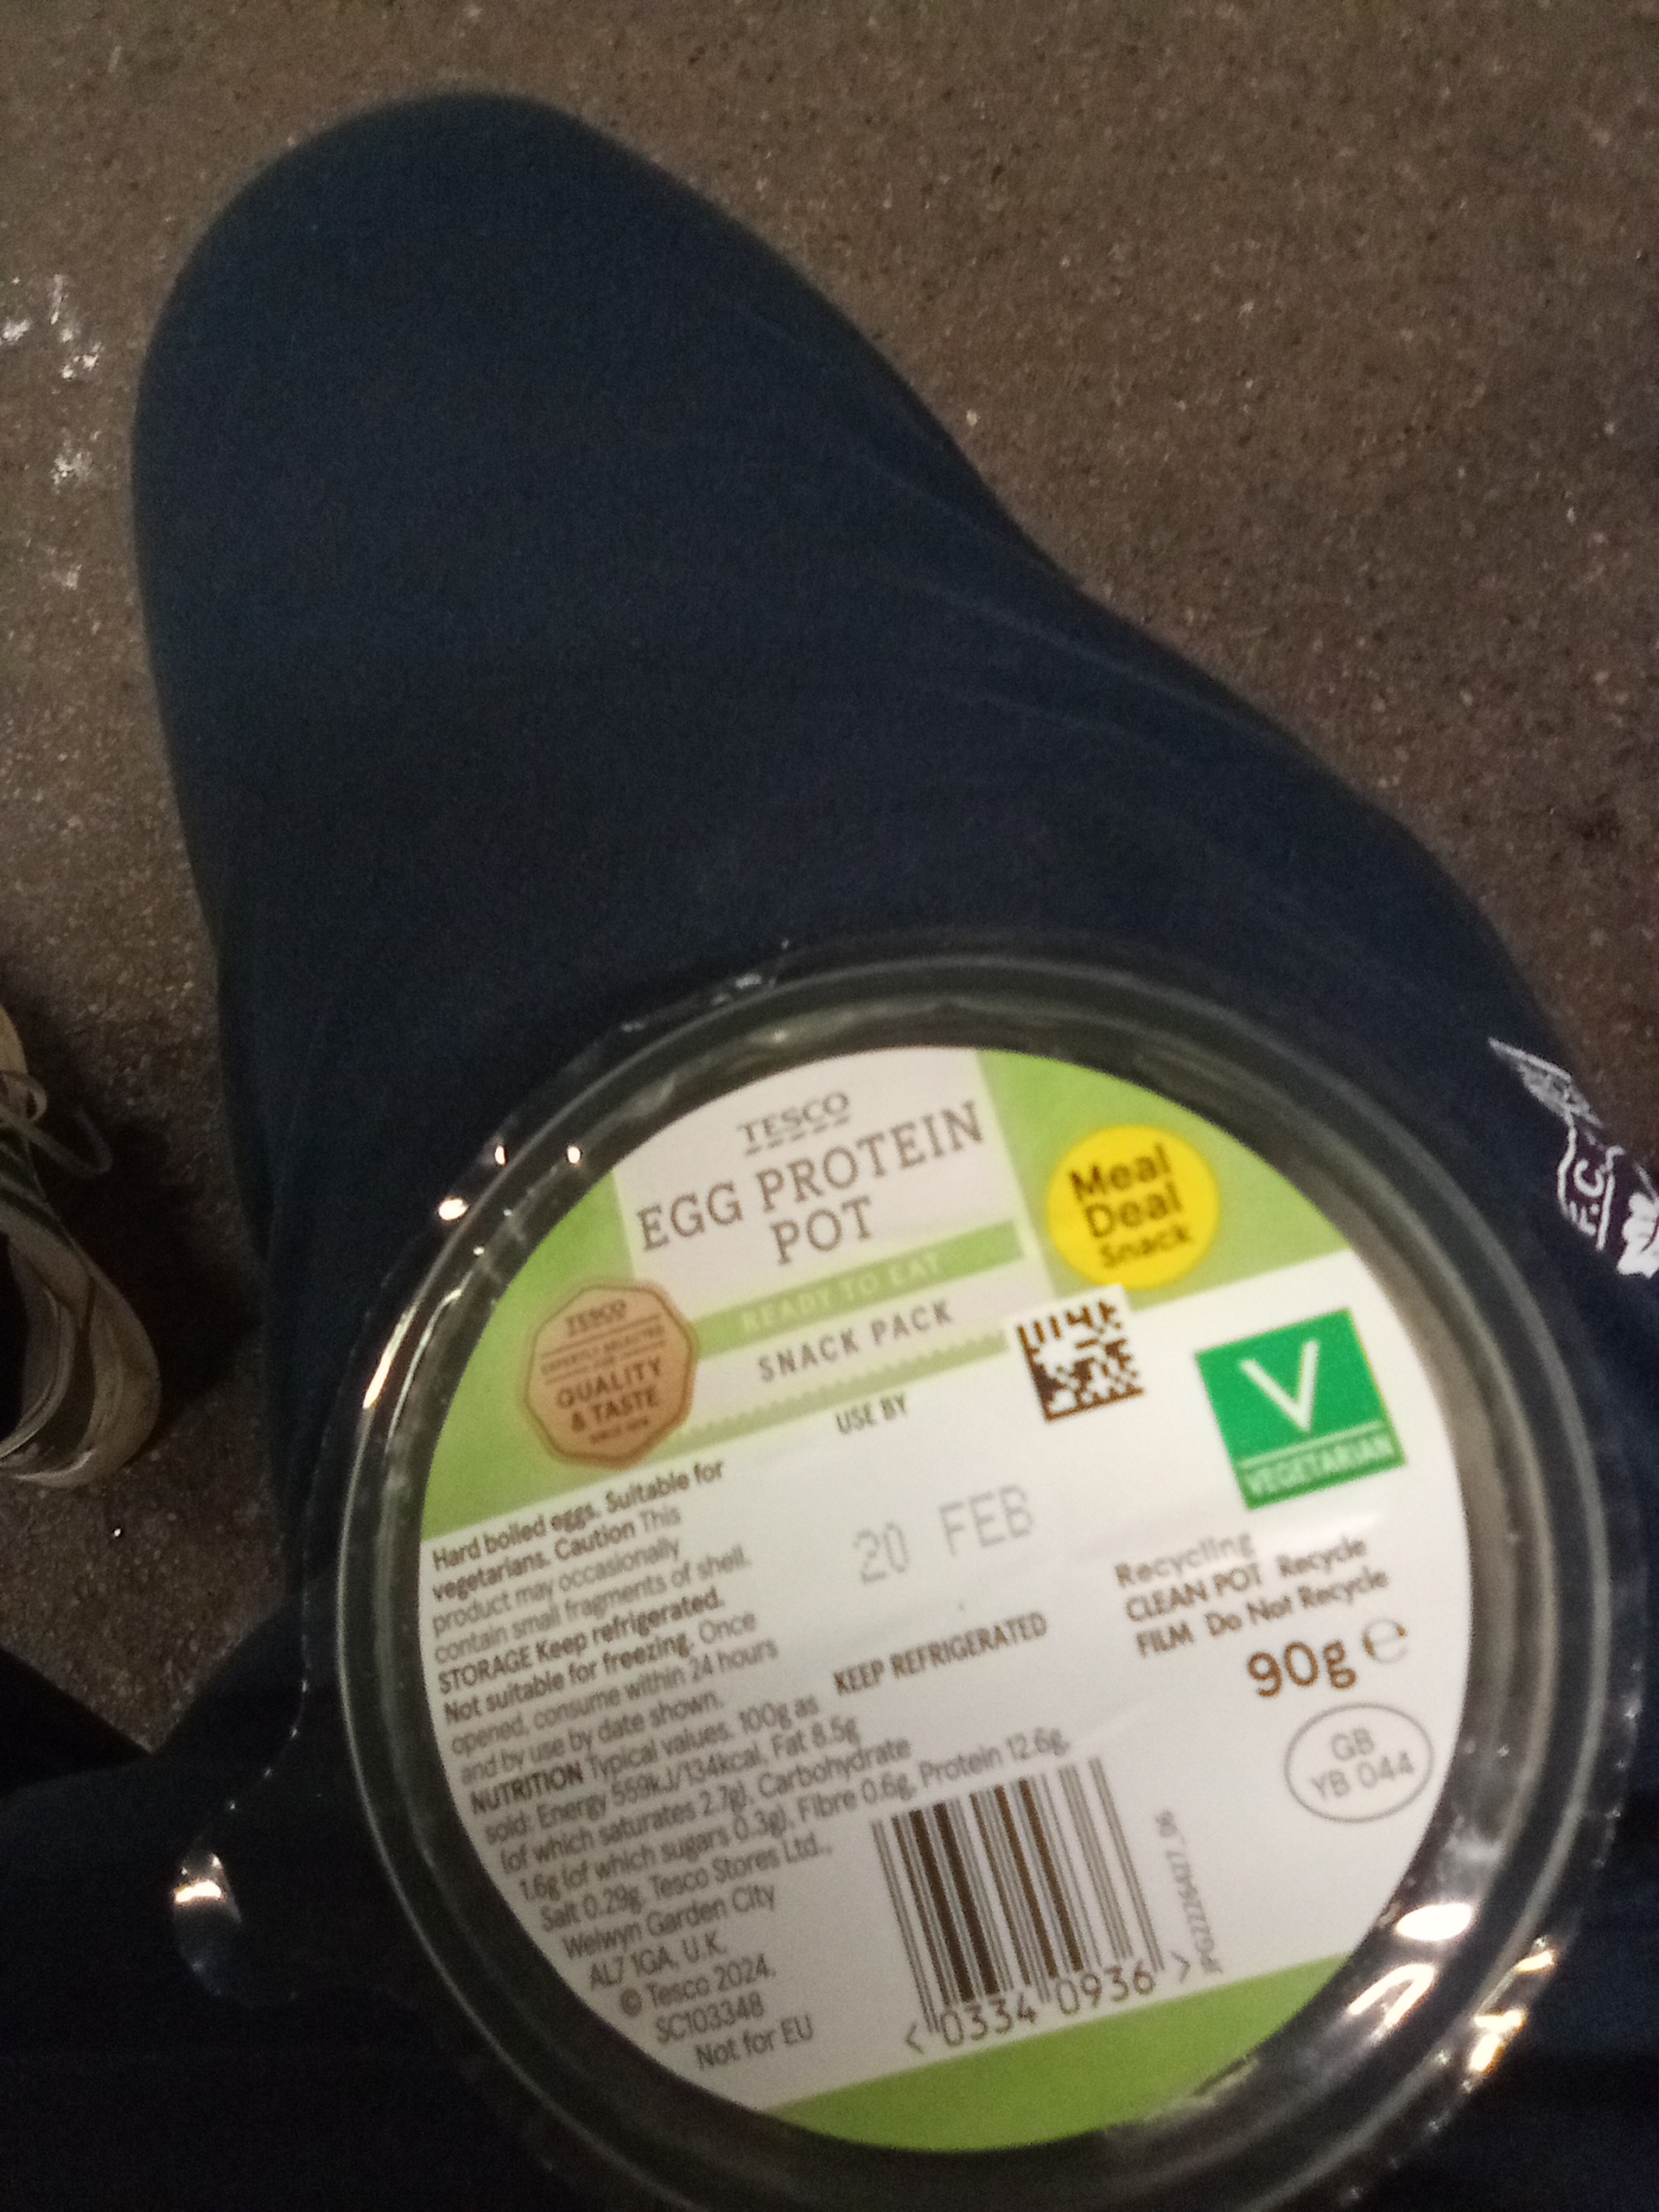 TESCO
EGG PROTEIN
POT
READY TO EAT
SNACK PACK
Meal
Deal
Snack
TESCO
QUALITY
& TASTE
USE BY
20 FEB
KEEP REFRIGERATED
V
VEGETARIAN
Hard boiled eggs. Suitable for
vegetarians. Caution This
product may occasionally
contain small fragments of shell.
STORAGE Keep refrigerated.
Not suitable for freezing. Once
opened, consume within 24 hours
and by use by date shown.
NUTRITION Typical values. 100g as
sold: Energy 559kJ/134kcal, Fat 8.5g
(of which saturates 2.7g), Carbohydrate
1.6g (of which sugars 0.3g), Fibre 0.6g, Protein 12.6g,
Salt 0.29g. Tesco Stores Ltd.,
Welwyn Garden City
AL7 1GA, U.K.
© Tesco 2024.
SC103348
Not for EU
Recycling
CLEAN POT Recycle
FILM Do Not Recycle
90g e
GB
YB 044
< 0334 0936 >
F.C.